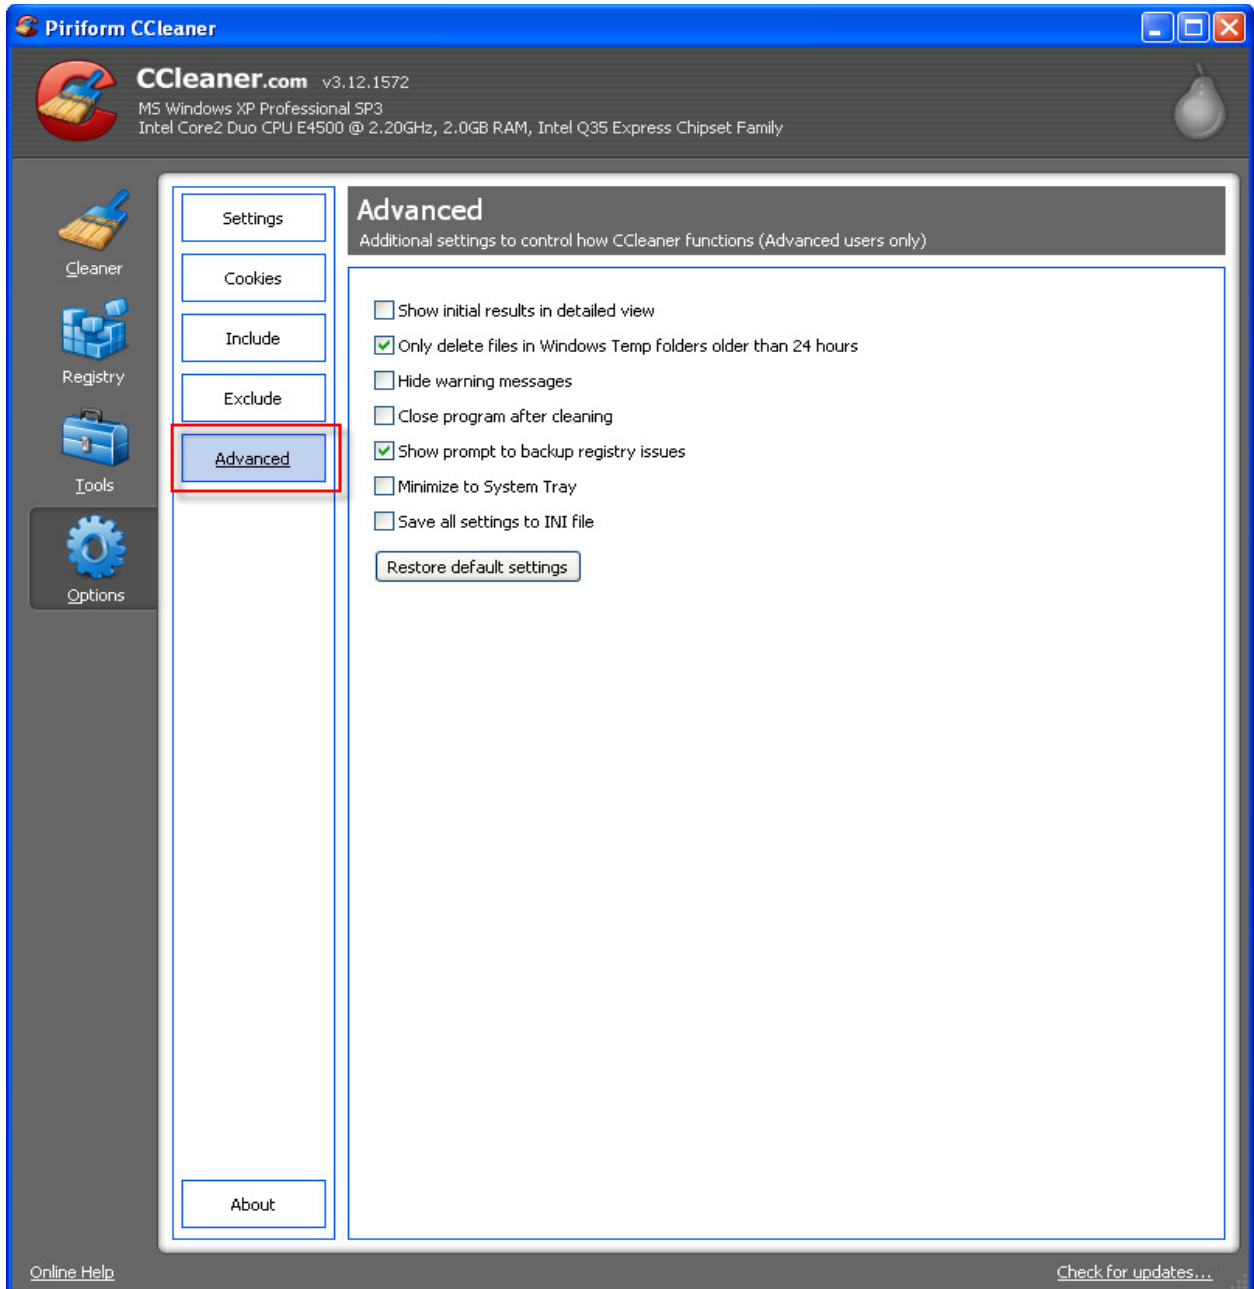 Piriform CCleaner
CCleaner.com v3.12.1572
MS Windows XP Professional SP3
Intel Core2 Duo CPU E4500 @ 2.20GHz, 2.0GB RAM, Intel Q35 Express Chipset Family
Cleaner
Registry
Tools
Options
Settings
Cookies
Include
Exclude
Advanced
About
Advanced
Additional settings to control how CCleaner functions (Advanced users only)
Show initial results in detailed view
Only delete files in Windows Temp folders older than 24 hours
Hide warning messages
Close program after cleaning
Show prompt to backup registry issues
Minimize to System Tray
Save all settings to INI file
Restore default settings
Online Help
Check for updates...